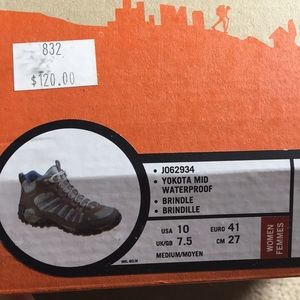 832
$120.00
• J062934
• YOKOTA MID
WATERPROOF
• BRINDLE
• BRINDILLE
USA 10 EURO 41
UK/GB 7.5 CM 27
MEDIUM/MOYEN
WOMEN
FEMMES